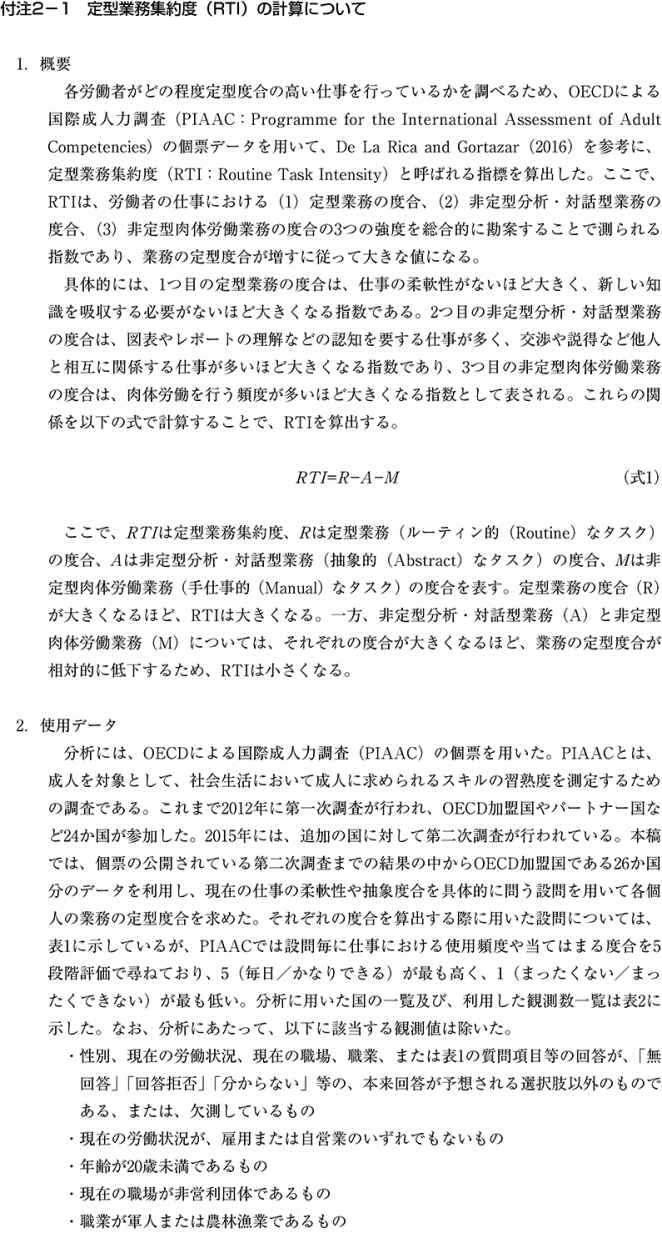 付注2－1　定型業務集約度（RTI）の計算について
1. 概要
各労働者がどの程度定型度合の高い仕事を行っているかを調べるため、OECDによる
国際成人力調査（PIAAC：Programme for the International Assessment of Adult
Competencies）の個票データを用いて、De La Rica and Gortazar（2016）を参考に、
定型業務集約度（RTI：Routine Task Intensity）と呼ばれる指標を算出した。ここで、
RTIは、労働者の仕事における（1）定型業務の度合、（2）非定型分析・対話型業務の
度合、（3）非定型肉体労働業務の度合の3つの強度を総合的に勘案することで測られる
指数であり、業務の定型度合が増すに従って大きな値になる。
具体的には、1つ目の定型業務の度合は、仕事の柔軟性がないほど大きく、新しい知
識を吸収する必要がないほど大きくなる指数である。2つ目の非定型分析・対話型業務
の度合は、図表やレポートの理解などの認知を要する仕事が多く、交渉や説得など他人
と相互に関係する仕事が多いほど大きくなる指数であり、3つ目の非定型肉体労働業務
の度合は、肉体労働を行う頻度が多いほど大きくなる指数として表される。これらの関
係を以下の式で計算することで、RTIを算出する。
RTI=R−A−M　（式1）
ここで、RTIは定型業務集約度、Rは定型業務（ルーティン的（Routine）なタスク）
の度合、Aは非定型分析・対話型業務（抽象的（Abstract）なタスク）の度合、Mは非
定型肉体労働業務（手仕事的（Manual）なタスク）の度合を表す。定型業務の度合（R）
が大きくなるほど、RTIは大きくなる。一方、非定型分析・対話型業務（A）と非定型
肉体労働業務（M）については、それぞれの度合が大きくなるほど、業務の定型度合が
相対的に低下するため、RTIは小さくなる。
2. 使用データ
分析には、OECDによる国際成人力調査（PIAAC）の個票を用いた。PIAACとは、
成人を対象として、社会生活において成人に求められるスキルの習熟度を測定するため
の調査である。これまで2012年に第一次調査が行われ、OECD加盟国やパートナー国な
ど24か国が参加した。2015年には、追加の国に対して第二次調査が行われている。本稿
では、個票の公開されている第二次調査までの結果の中からOECD加盟国である26か国
分のデータを利用し、現在の仕事の柔軟性や抽象度合を具体的に問う設問を用いて各個
人の業務の定型度合を求めた。それぞれの度合を算出する際に用いた設問については、
表1に示しているが、PIAACでは設問毎に仕事における使用頻度や当てはまる度合を5
段階評価で尋ねており、5（毎日／かなりできる）が最も高く、1（まったくない／まっ
たくできない）が最も低い。分析に用いた国の一覧及び、利用した観測数一覧は表2に
示した。なお、分析にあたって、以下に該当する観測値は除いた。
・性別、現在の労働状況、現在の職場、職業、または表1の質問項目等の回答が、「無
回答」「回答拒否」「分からない」等の、本来回答が予想される選択肢以外のもので
ある、または、欠測しているもの
・現在の労働状況が、雇用または自営業のいずれでもないもの
・年齢が20歳未満であるもの
・現在の職場が非営利団体であるもの
・職業が軍人または農林漁業であるもの